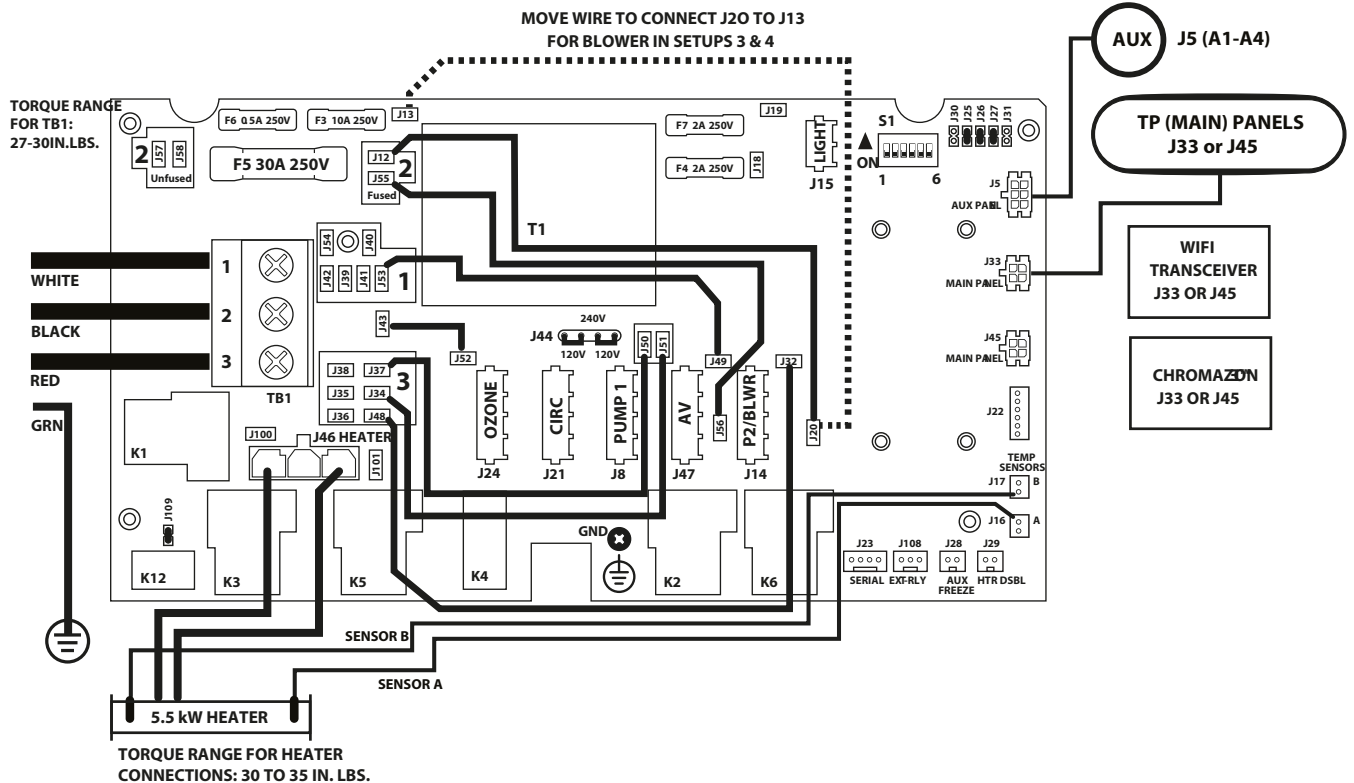 MOVE WIRE TO CONNECT J2O TO J13
FOR BLOWER IN SETUPS 3 & 4
AUX
J5 (A1-A4)
TORQUE RANGE
FOR TB1:
27-30IN.LBS.
TP (MAIN) PANELS
J33 or J45
F6 0.5A 250V
F3 10A 250V
J13
J19
F7 2A 250V
F4 2A 250V
J18
LIGHT
J15
S1
ON
1
6
J30
J25
J26
J27
J31
2
J57
J58
Unfused
F5 30A 250V
J12
2
J55
Fused
T1
J5
AUX PANEL
J33
MAIN PANEL
J45
MAIN PANEL
WIFI
TRANSCEIVER
J33 OR J45
CHROMAZON3™
J33 OR J45
WHITE
BLACK
RED
GRN
1
2
3
TB1
J54
J40
J42
J39
J41
J53
1
J43
J52
240V
J44
120V
120V
J50
J51
J49
J32
J38
J37
3
J35
J34
J36
J48
OZONE
J24
CIRC
J21
PUMP 1
J8
AV
J47
J56
P2/BLWR
J14
J20
J22
TEMP
SENSORS
J17
B
J16
A
K1
J100
J46 HEATER
J101
J109
K12
K3
K5
K4
GND
K2
K6
J23
SERIAL
J108
EXT-RLY
J28
AUX
FREEZE
J29
HTR DSBL
SENSOR B
SENSOR A
5.5 kW HEATER
TORQUE RANGE FOR HEATER
CONNECTIONS: 30 TO 35 IN. LBS.